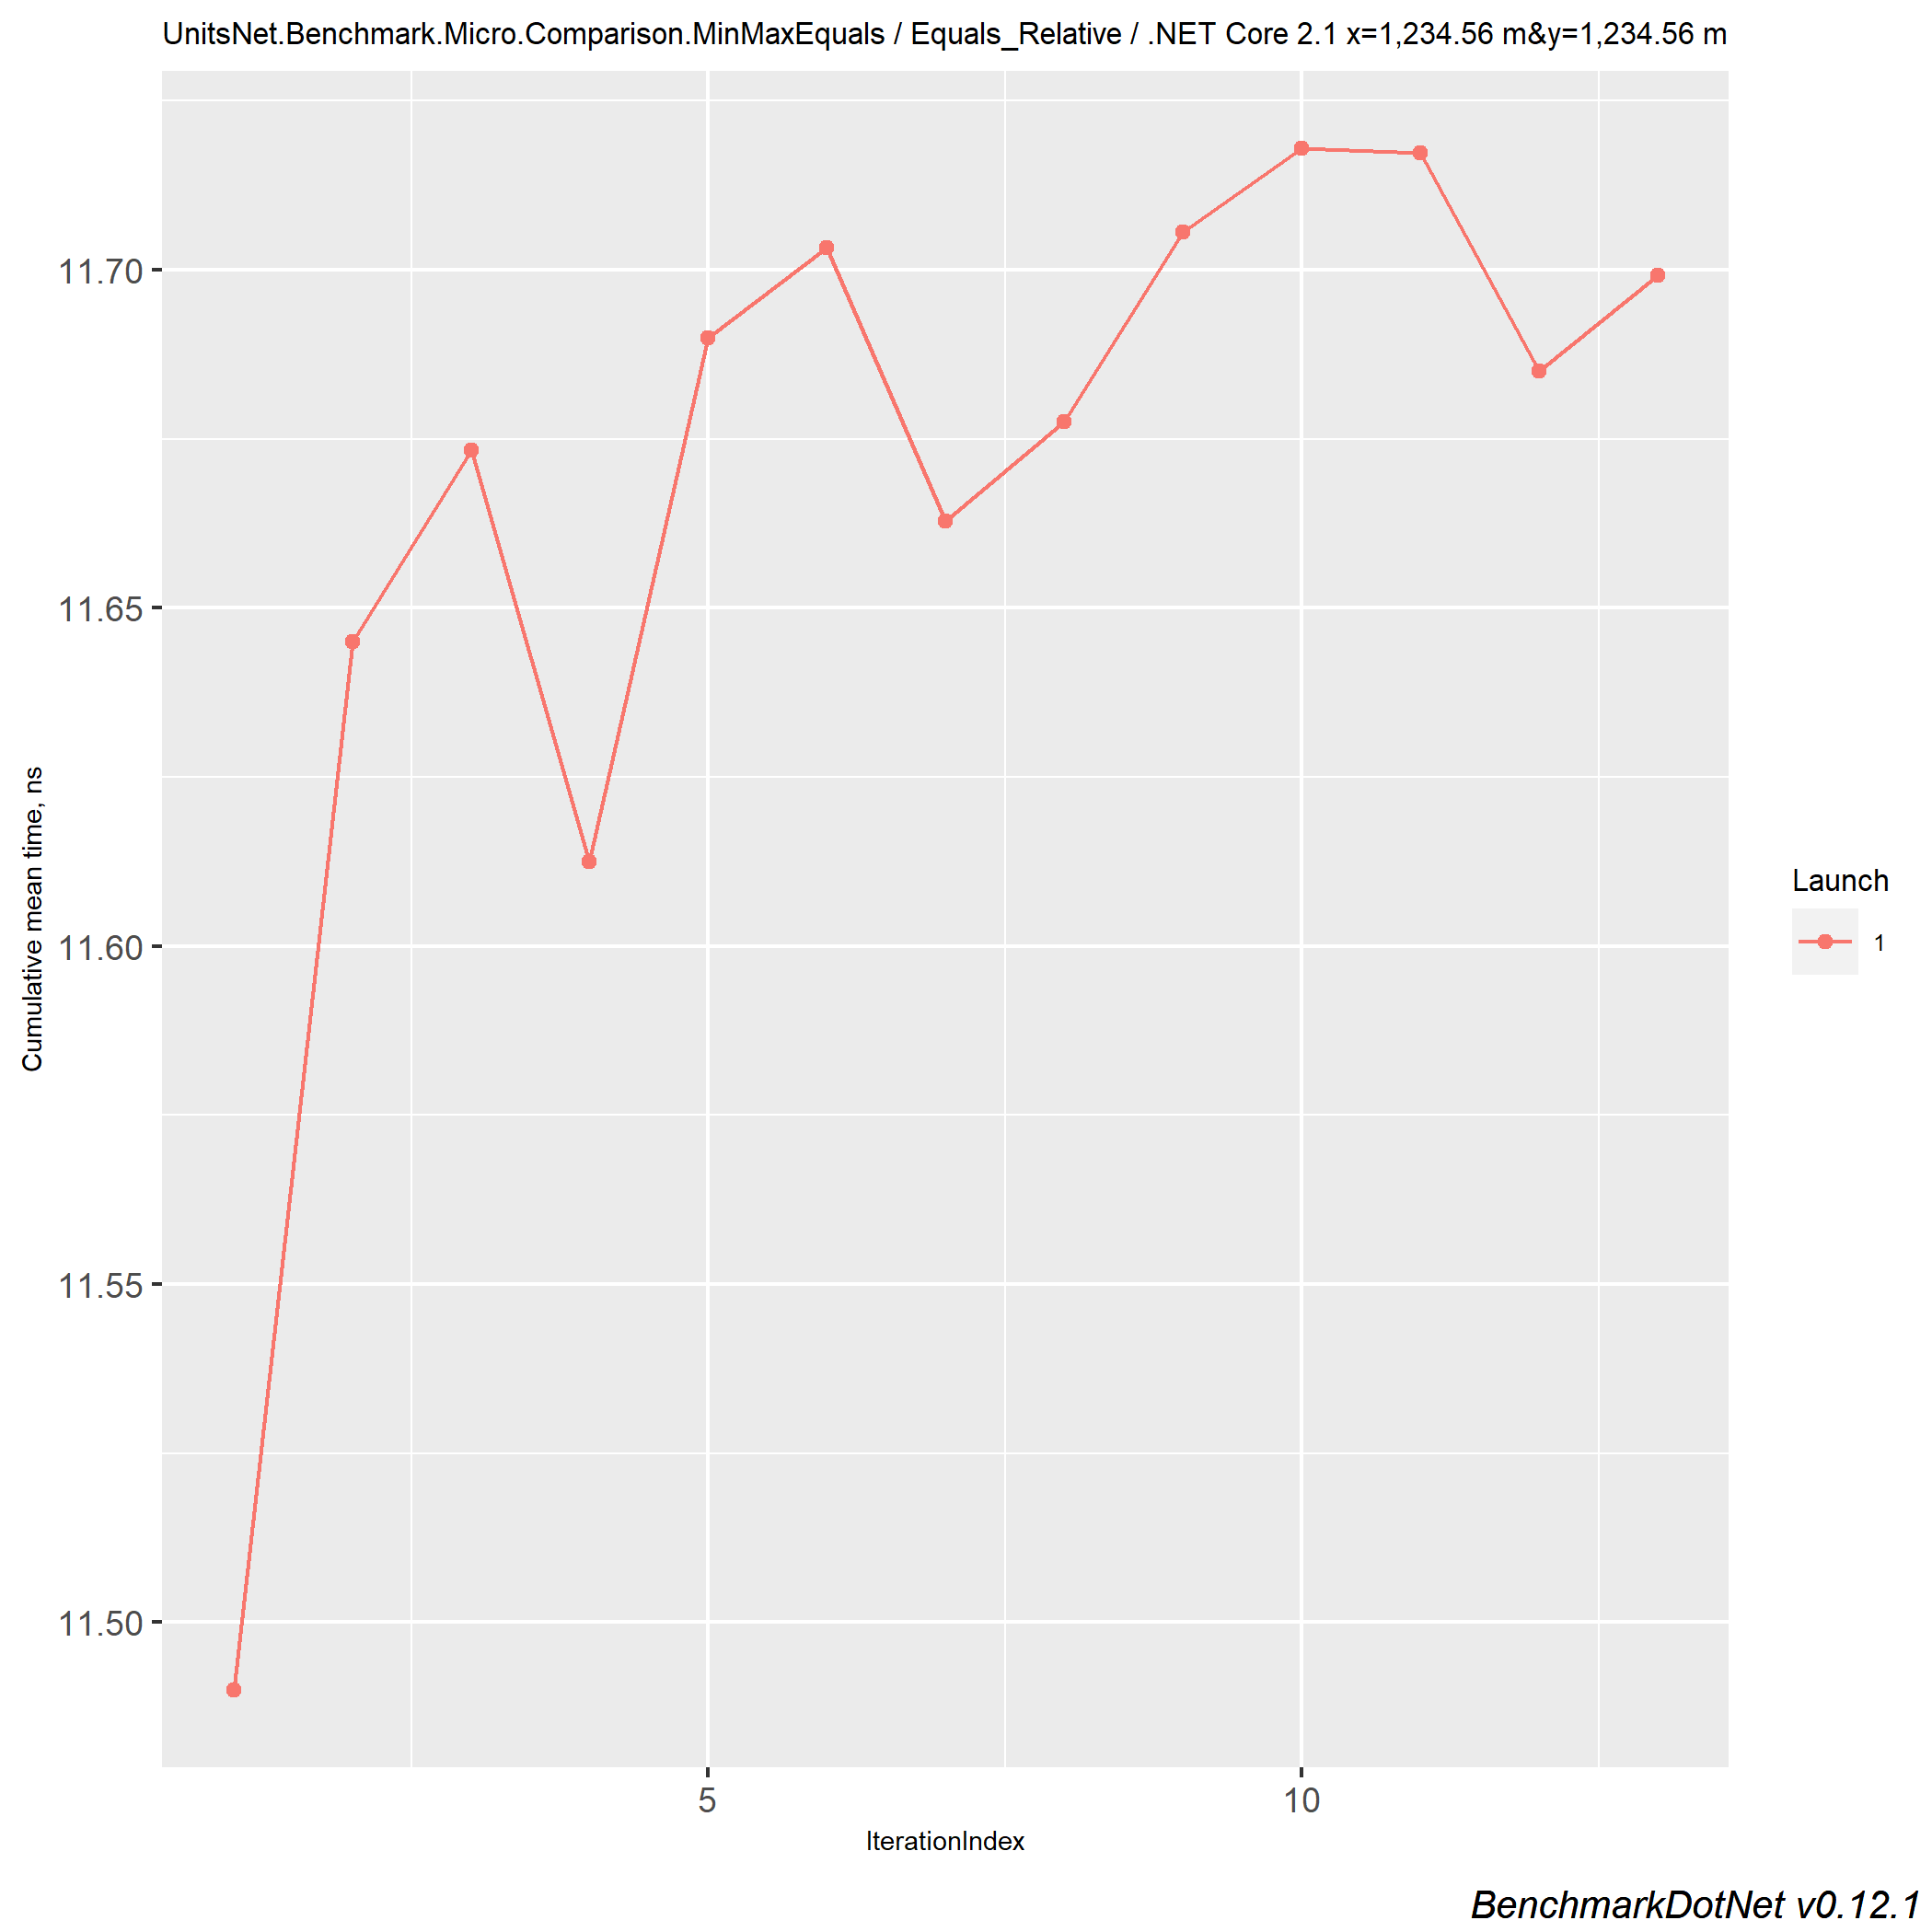 UnitsNet.Benchmark.Micro.Comparison.MinMaxEquals / Equals_Relative / .NET Core 2.1 x=1,234.56 m&y=1,234.56 m
Cumulative mean time, ns
11.70
11.65
11.60
11.55
11.50
5
10
IterationIndex
Launch
1
BenchmarkDotNet v0.12.1